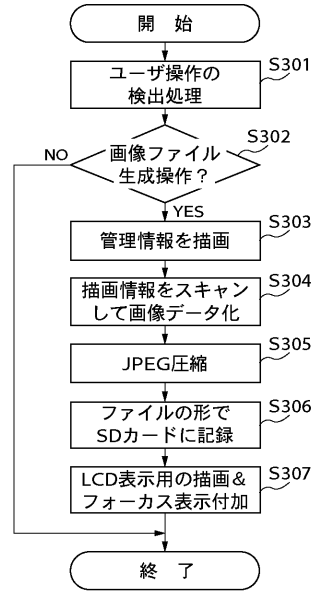 開 始
S301
ユーザ操作の
検出処理
S302
NO
画像ファイル
生成操作？
YES
S303
管理情報を描画
S304
描画情報をスキャン
して画像データ化
S305
JPEG圧縮
S306
ファイルの形で
SDカードに記録
S307
LCD表示用の描画＆
フォーカス表示付加
終 了